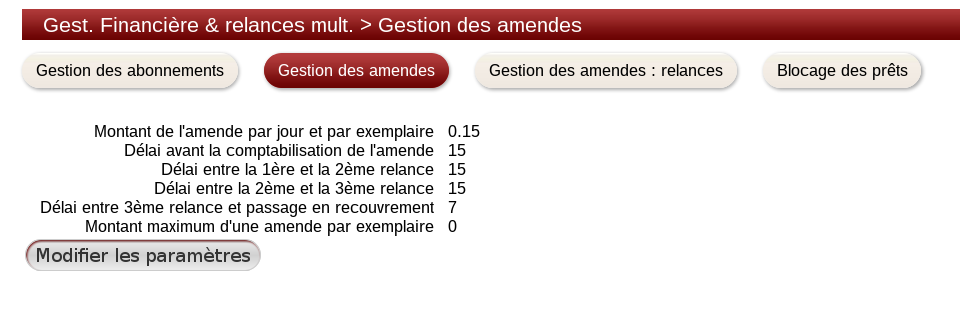 Gest. Financière & relances mult. > Gestion des amendes
Gestion des abonnements Gestion des amendes Gestion des amendes : relances Blocage des prêts
Montant de l'amende par jour et par exemplaire 0.15
Délai avant la comptabilisation de l'amende 15
Délai entre la 1ère et la 2ème relance 15
Délai entre la 2ème et la 3ème relance 15
Délai entre 3ème relance et passage en recouvrement 7
Montant maximum d'une amende par exemplaire 0
Modifier les paramètres